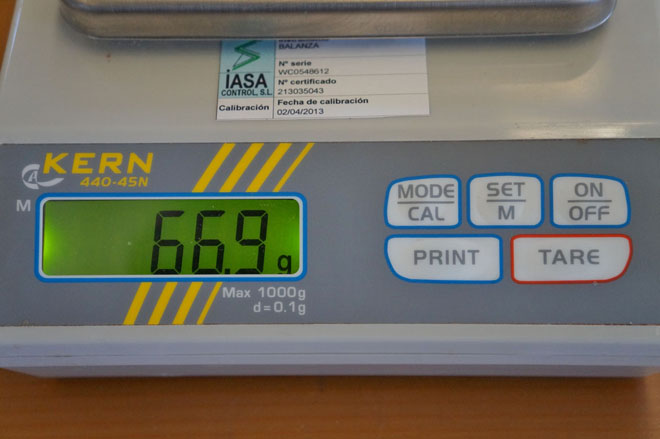 BALANZA
Nº serie
WC0548612
Nº certificado
213035043
iASA
CONTROL, S.L.
Calibración
Fecha de calibración
02/04/2013
KERN
440-45N
M
66.9 g
Max 1000g
d=0.1g
MODE
CAL
SET
M
ON
OFF
PRINT
TARE